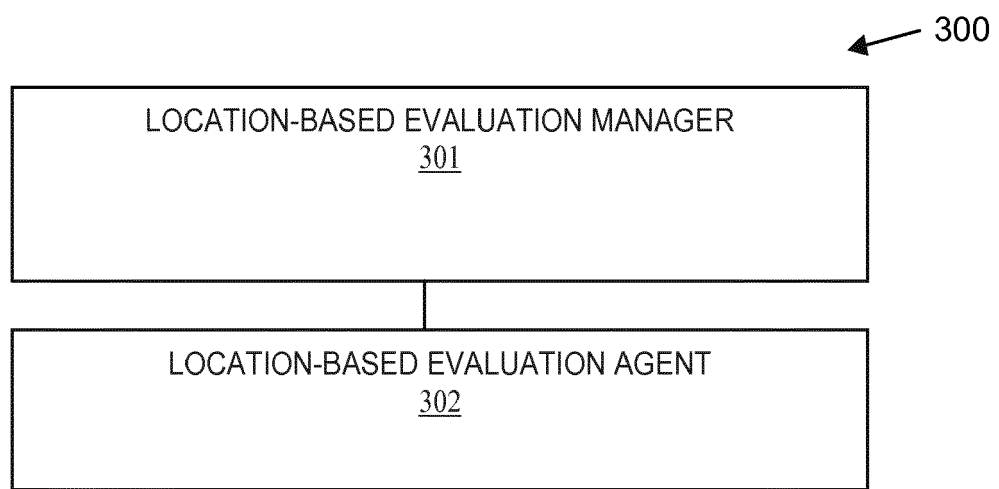 300
LOCATION-BASED EVALUATION MANAGER
301
LOCATION-BASED EVALUATION AGENT
302